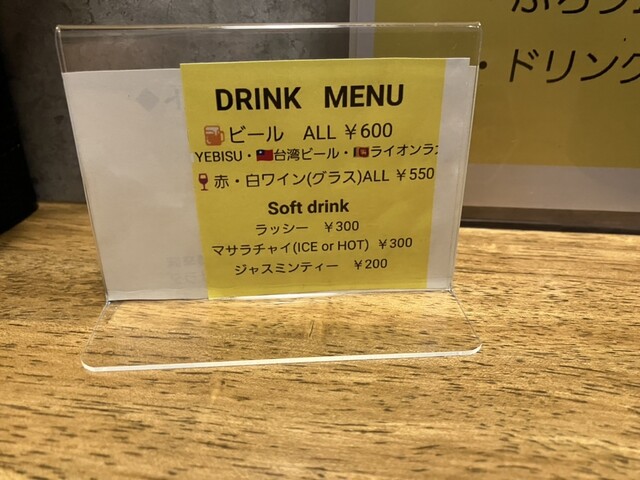 DRINK MENU
🍺ビール ALL ¥600
YEBISU・🇹🇼台湾ビール・🇱🇰ライオンラ
🍷赤・白ワイン(グラス)ALL ¥550
Soft drink
ラッシー ¥300
マサラチャイ(ICE or HOT) ¥300
ジャスミンティー ¥200
・ドリンク